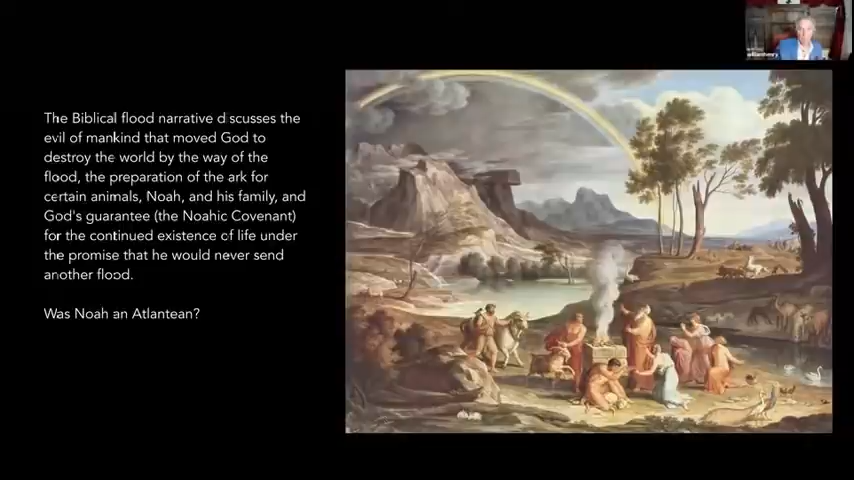 The Biblical flood narrative d scusses the
evil of mankind that moved God to
destroy the world by the way of the
flood, the preparation of the ark for
certain animals, Noah, and his family, and
God's guarantee (the Noahic Covenant)
for the continued existence of life under
the promise that he would never send
another flood.
Was Noah an Atlantean?
williamhenry